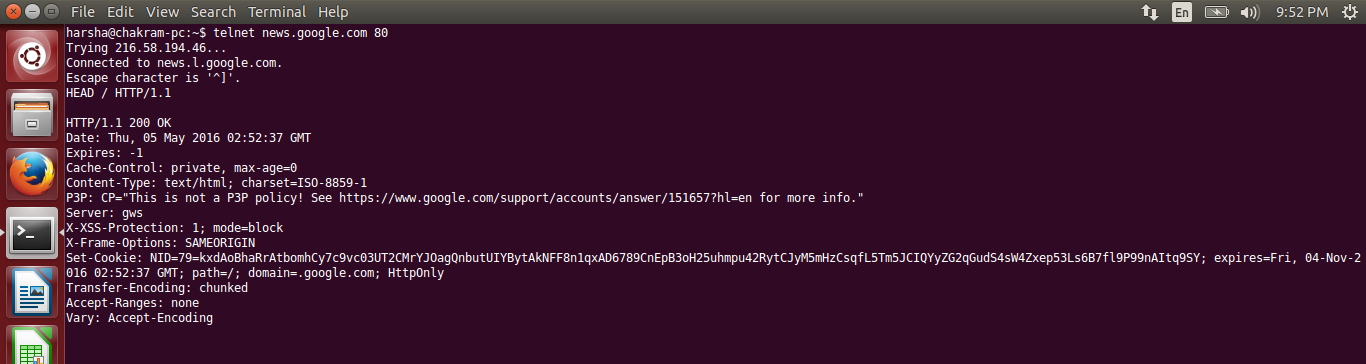 File Edit View Search Terminal Help En 9:52 PM
harsha@chakram-pc:~$ telnet news.google.com 80
Trying 216.58.194.46...
Connected to news.l.google.com.
Escape character is '^]'.
HEAD / HTTP/1.1

HTTP/1.1 200 OK
Date: Thu, 05 May 2016 02:52:37 GMT
Expires: -1
Cache-Control: private, max-age=0
Content-Type: text/html; charset=ISO-8859-1
P3P: CP="This is not a P3P policy! See https://www.google.com/support/accounts/answer/151657?hl=en for more info."
Server: gws
X-XSS-Protection: 1; mode=block
X-Frame-Options: SAMEORIGIN
Set-Cookie: NID=79=kxdAoBhaRrAtbomhCy7c9vc03UT2CMrYJOagQnbutUIYBytAkNFF8n1qxAD6789CnEpB3oH25uhmpu42RytCJyM5mHzCsqfL5Tm5JCIQYyZG2qGudS4sW4Zxep53Ls6B7fl9P99nAItq9SY; expires=Fri, 04-Nov-2
016 02:52:37 GMT; path=/; domain=.google.com; HttpOnly
Transfer-Encoding: chunked
Accept-Ranges: none
Vary: Accept-Encoding